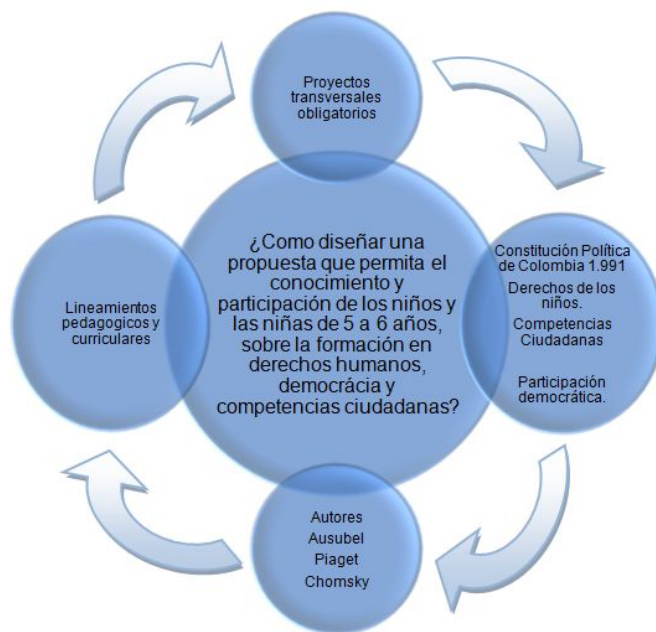 Proyectos
transversales
obligatorios
Constitución Política
de Colombia 1.991
Derechos de los
niños.
Competencias
Ciudadanas
Participación
democrática.
Autores
Ausubel
Piaget
Chomsky
Lineamientos
pedagogicos y
curriculares
¿Como diseñar una
propuesta que permita el
conocimiento y
participación de los niños y
las niñas de 5 a 6 años,
sobre la formación en
derechos humanos,
democrácia y
competencias ciudadanas?